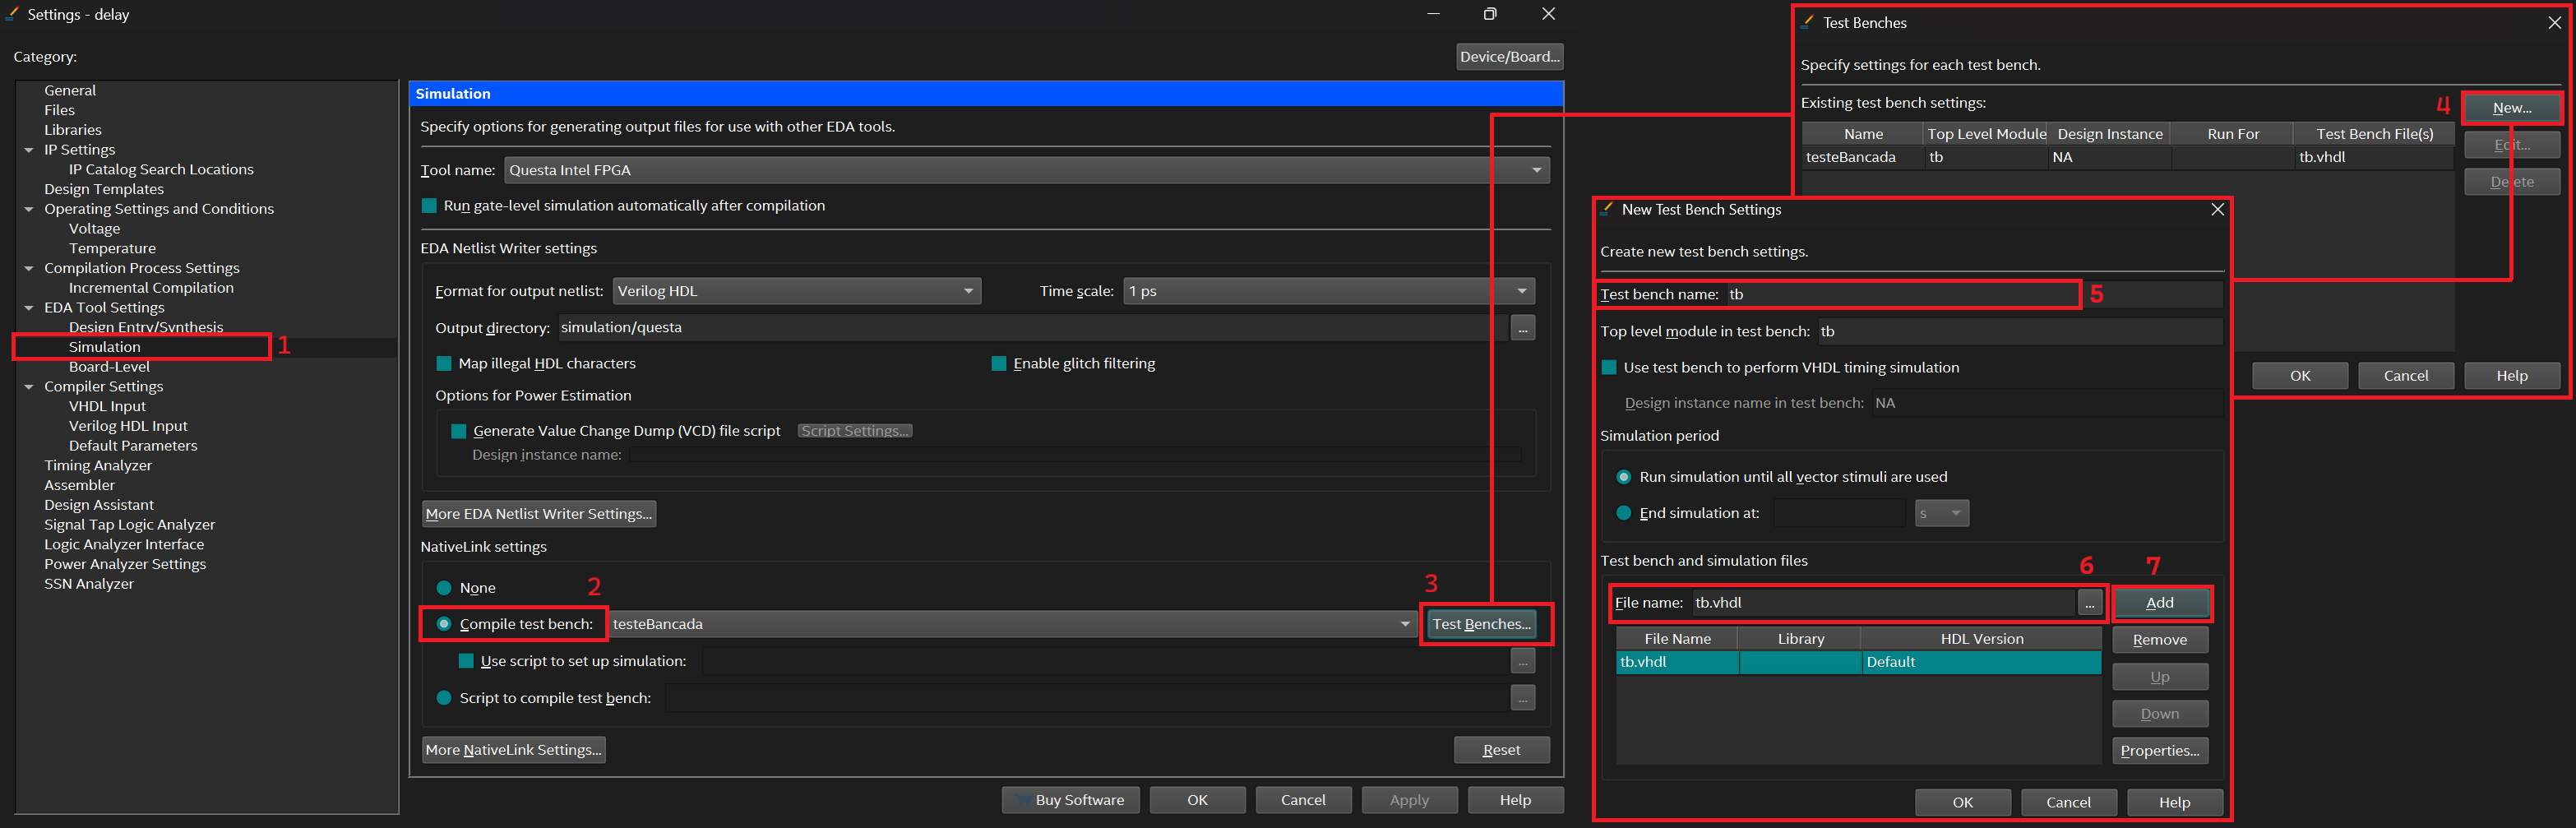 Settings - delay
Category:
Device/Board...
General
Files
Libraries
IP Settings
IP Catalog Search Locations
Design Templates
Operating Settings and Conditions
Voltage
Temperature
Compilation Process Settings
Incremental Compilation
EDA Tool Settings
Design Entry/Synthesis
Simulation
1
Board-Level
Compiler Settings
VHDL Input
Verilog HDL Input
Default Parameters
Timing Analyzer
Assembler
Design Assistant
Signal Tap Logic Analyzer
Logic Analyzer Interface
Power Analyzer Settings
SSN Analyzer
Simulation
Specify options for generating output files for use with other EDA tools.
Tool name: Questa Intel FPGA
Run gate-level simulation automatically after compilation
EDA Netlist Writer settings
Format for output netlist: Verilog HDL Time scale: 1 ps
Output directory: simulation/questa ...
Map illegal HDL characters Enable glitch filtering
Options for Power Estimation
Generate Value Change Dump (VCD) file script Script Settings...
Design instance name:
More EDA Netlist Writer Settings...
NativeLink settings
None 2 3
Compile test bench: testeBancada Test Benches...
Use script to set up simulation: ...
Script to compile test bench: ...
More NativeLink Settings... Reset
Buy Software OK Cancel Apply Help
Test Benches
Specify settings for each test bench.
Existing test bench settings: 4 New...
Name Top Level Module Design Instance Run For Test Bench File(s)
testeBancada tb NA tb.vhdl
Edit...
Delete
OK Cancel Help
New Test Bench Settings
Create new test bench settings.
Test bench name: tb 5
Top level module in test bench: tb
Use test bench to perform VHDL timing simulation
Design instance name in test bench: NA
Simulation period
Run simulation until all vector stimuli are used
End simulation at: s
Test bench and simulation files 6 7
File name: tb.vhdl ... Add
File Name Library HDL Version Remove
tb.vhdl Default
Up
Down
Properties...
OK Cancel Help